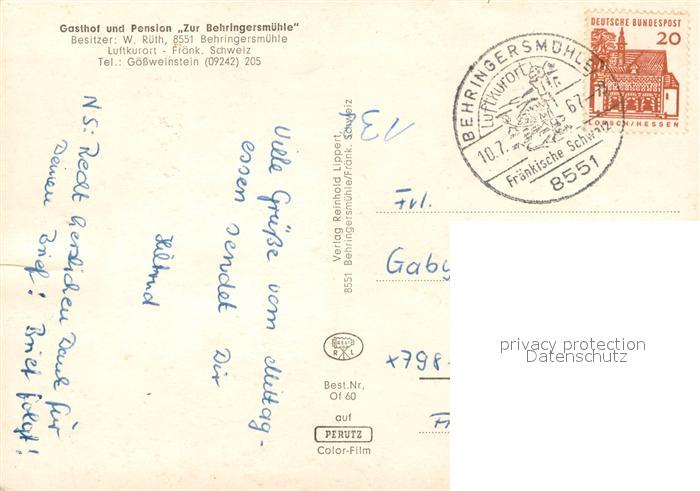 Gasthof und Pension „Zur Behringersmühle"
Besitzer: W. Rüth, 8551 Behringersmühle
Luftkurort - Fränk. Schweiz
Tel.: Gößweinstein (09242) 205
Viele Grüße vom Mittag-
essen sendet Dir
Hiltrud
NS: Recht herzlichen Dank für
Deinen Brief! Brief folgt!
Verlag Reinhold Lippert,
8551 Behringersmühle/Fränk. Schweiz
R L
Best.Nr.
Of 60
auf
PERUTZ
Color-Film
DEUTSCHE BUNDESPOST
20
LORSCH/HESSEN
BEHRINGERSMÜHLE
Luftkurort
10.7.
67
Fränkische Schweiz
8551
Frl.
Gaby
x798
privacy protection
Datenschutz